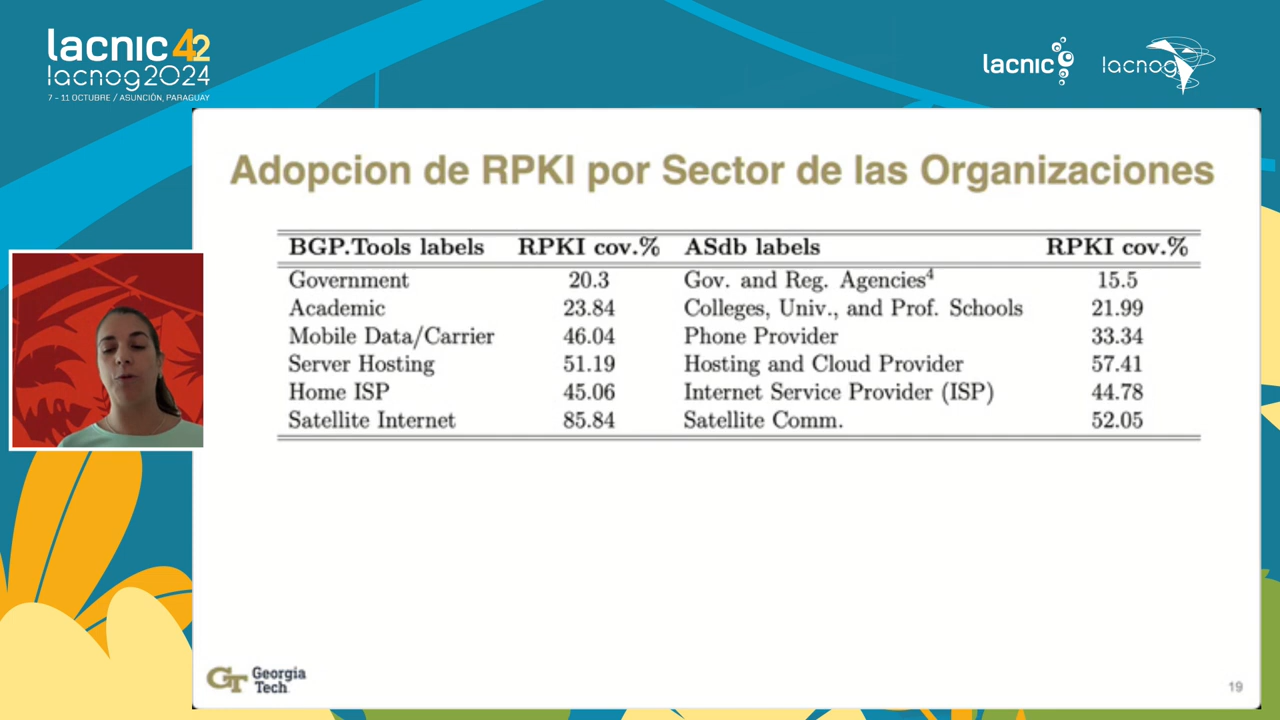 lacnic 42
lacnog2024
7 - 11 OCTUBRE / ASUNCIÓN, PARAGUAY
lacnic
lacnog
Adopcion de RPKI por Sector de las Organizaciones
BGP.Tools labels RPKI cov.% ASdb labels RPKI cov.%
Government 20.3 Gov. and Reg. Agencies4 15.5
Academic 23.84 Colleges, Univ., and Prof. Schools 21.99
Mobile Data/Carrier 46.04 Phone Provider 33.34
Server Hosting 51.19 Hosting and Cloud Provider 57.41
Home ISP 45.06 Internet Service Provider (ISP) 44.78
Satellite Internet 85.84 Satellite Comm. 52.05
GT Georgia
Tech
19